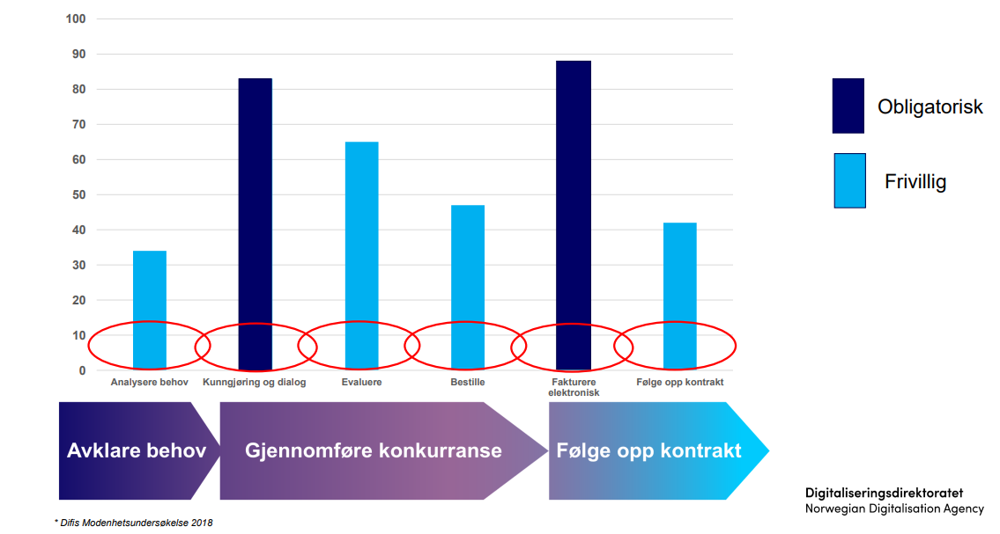 100
90
80
70
60
50
40
30
20
10
0
Analysere behov
Kunngjøring og dialog
Evaluere
Bestille
Fakturere
elektronisk
Følge opp kontrakt
Obligatorisk
Frivillig
Avklare behov
Gjennomføre konkurranse
Følge opp kontrakt
* Difis Modenhetsundersøkelse 2018
Digitaliseringsdirektoratet
Norwegian Digitalisation Agency